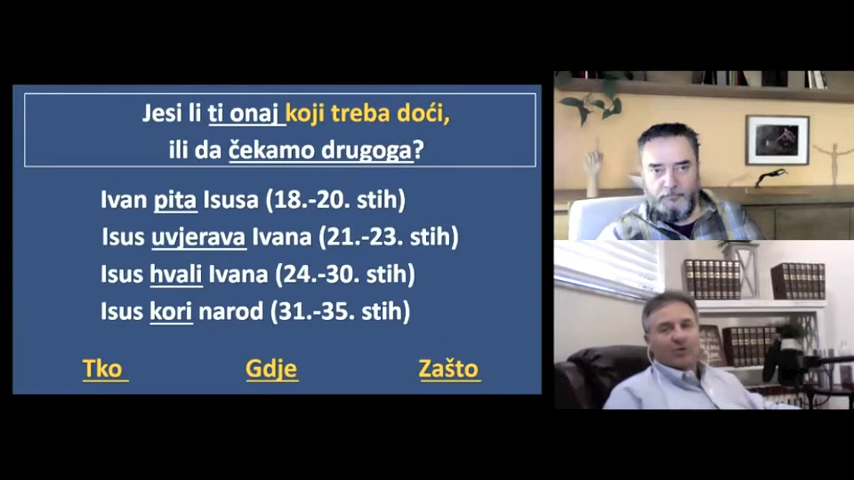 Jesi li ti onaj koji treba doći,
ili da čekamo drugoga?
Ivan pita Isusa (18.-20. stih)
Isus uvjerava Ivana (21.-23. stih)
Isus hvali Ivana (24.-30. stih)
Isus kori narod (31.-35. stih)
Tko Gdje Zašto